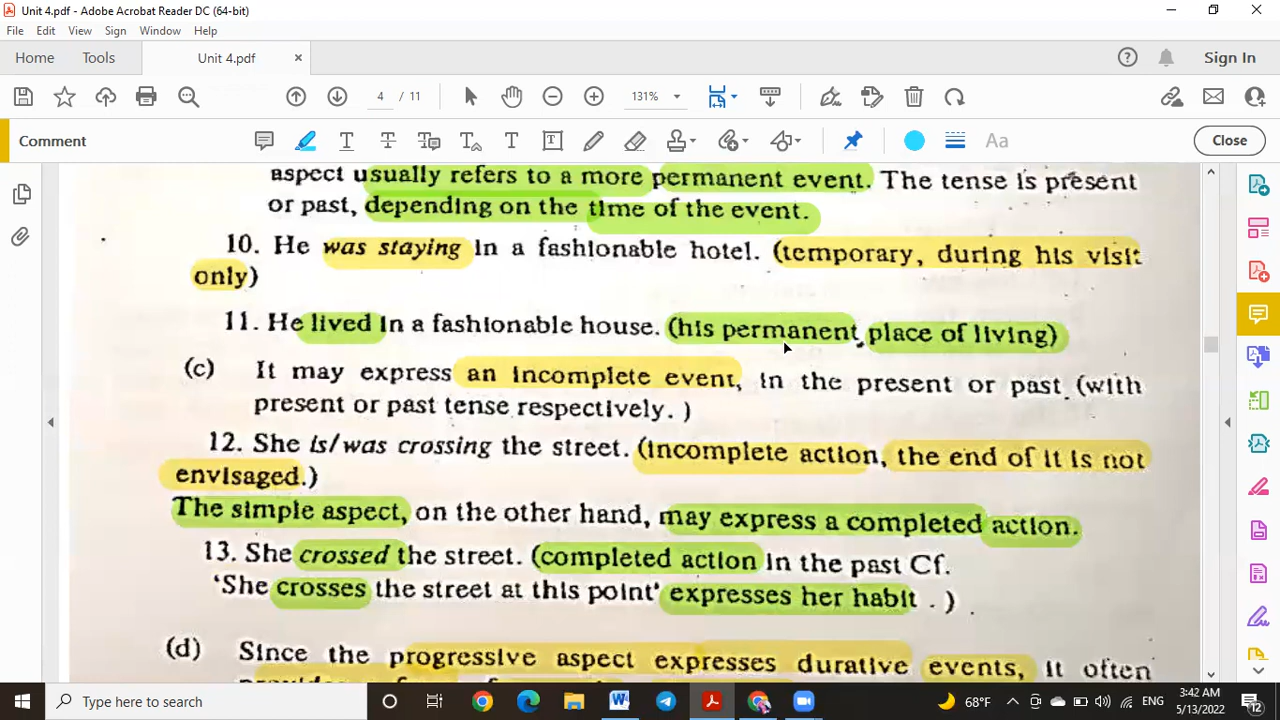 Unit 4.pdf - Adobe Acrobat Reader DC (64-bit)
File Edit View Sign Window Help
Home Tools Unit 4.pdf × Sign In
4 / 11 131%
Comment Close
aspect usually refers to a more permanent event. The tense is present
or past, depending on the time of the event.
10. He was staying in a fashionable hotel. (temporary, during his visit
only)
11. He lived in a fashionable house. (his permanent place of living)
(c) It may express an incomplete event, in the present or past (with
present or past tense respectively.)
12. She is/was crossing the street. (incomplete action, the end of it is not
envisaged.)
The simple aspect, on the other hand, may express a completed action.
13. She crossed the street. (completed action in the past Cf.
'She crosses the street at this point' expresses her habit.)
(d) Since the progressive aspect expresses durative events, it often
Type here to search
68°F ENG 3:42 AM
5/13/2022
12